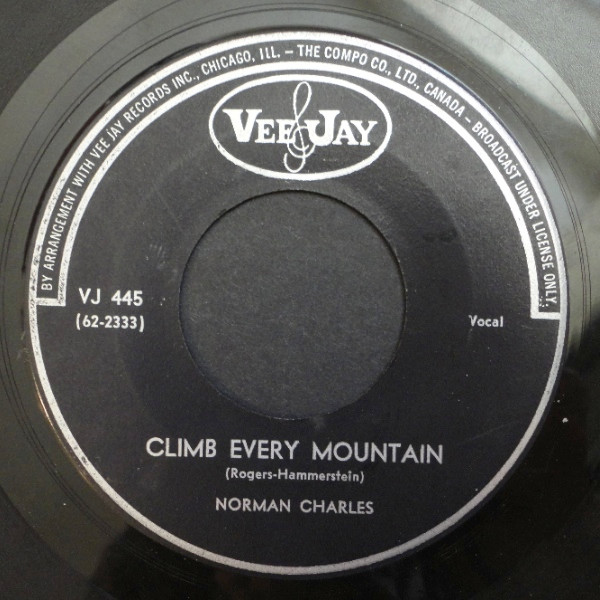 BY ARRANGEMENT WITH VEE JAY RECORDS INC., CHICAGO, ILL. – THE COMPO CO., LTD., CANADA – BROADCAST UNDER LICENSE ONLY.
VEE JAY
VJ 445
(62-2333)
Vocal
CLIMB EVERY MOUNTAIN
(Rogers-Hammerstein)
NORMAN CHARLES